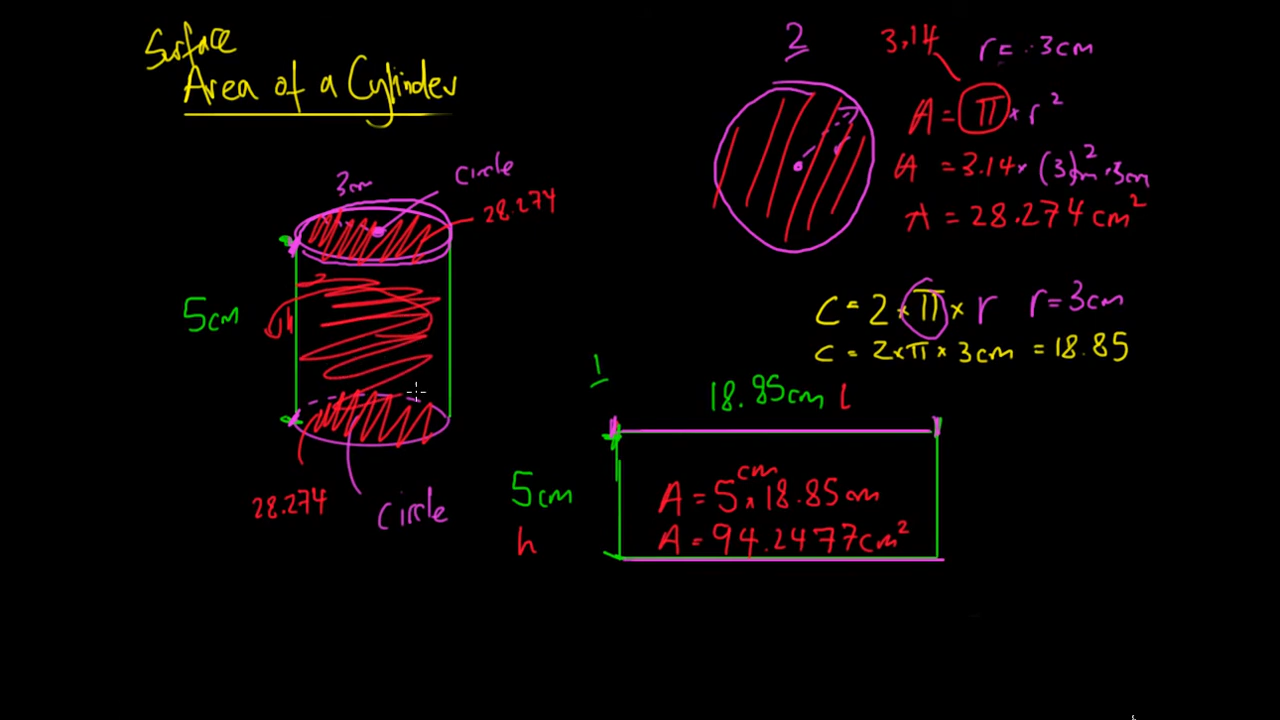 Surface
Area of a Cylinder
3cm
Circle
28.274
5cm
h
28.274
Circle
2
3.14
r = 3cm
A = π × r²
A = 3.14 × (3)cm² · 3cm
A = 28.274 cm²
C = 2 × π × r r = 3cm
C = 2 × π × 3cm = 18.85
1
18.85cm l
5cm
h
A = 5cm × 18.85cm
A = 94.2477cm²